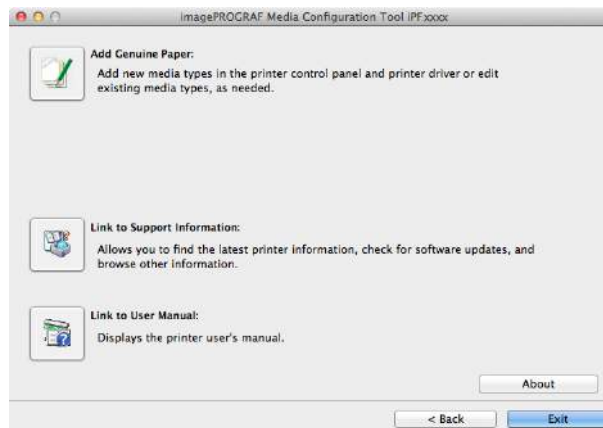 imagePROGRAF Media Configuration Tool iPFxxxx
Add Genuine Paper:
Add new media types in the printer control panel and printer driver or edit
existing media types, as needed.
Link to Support Information:
Allows you to find the latest printer information, check for software updates, and
browse other information.
Link to User Manual:
Displays the printer user's manual.
About
< Back
Exit